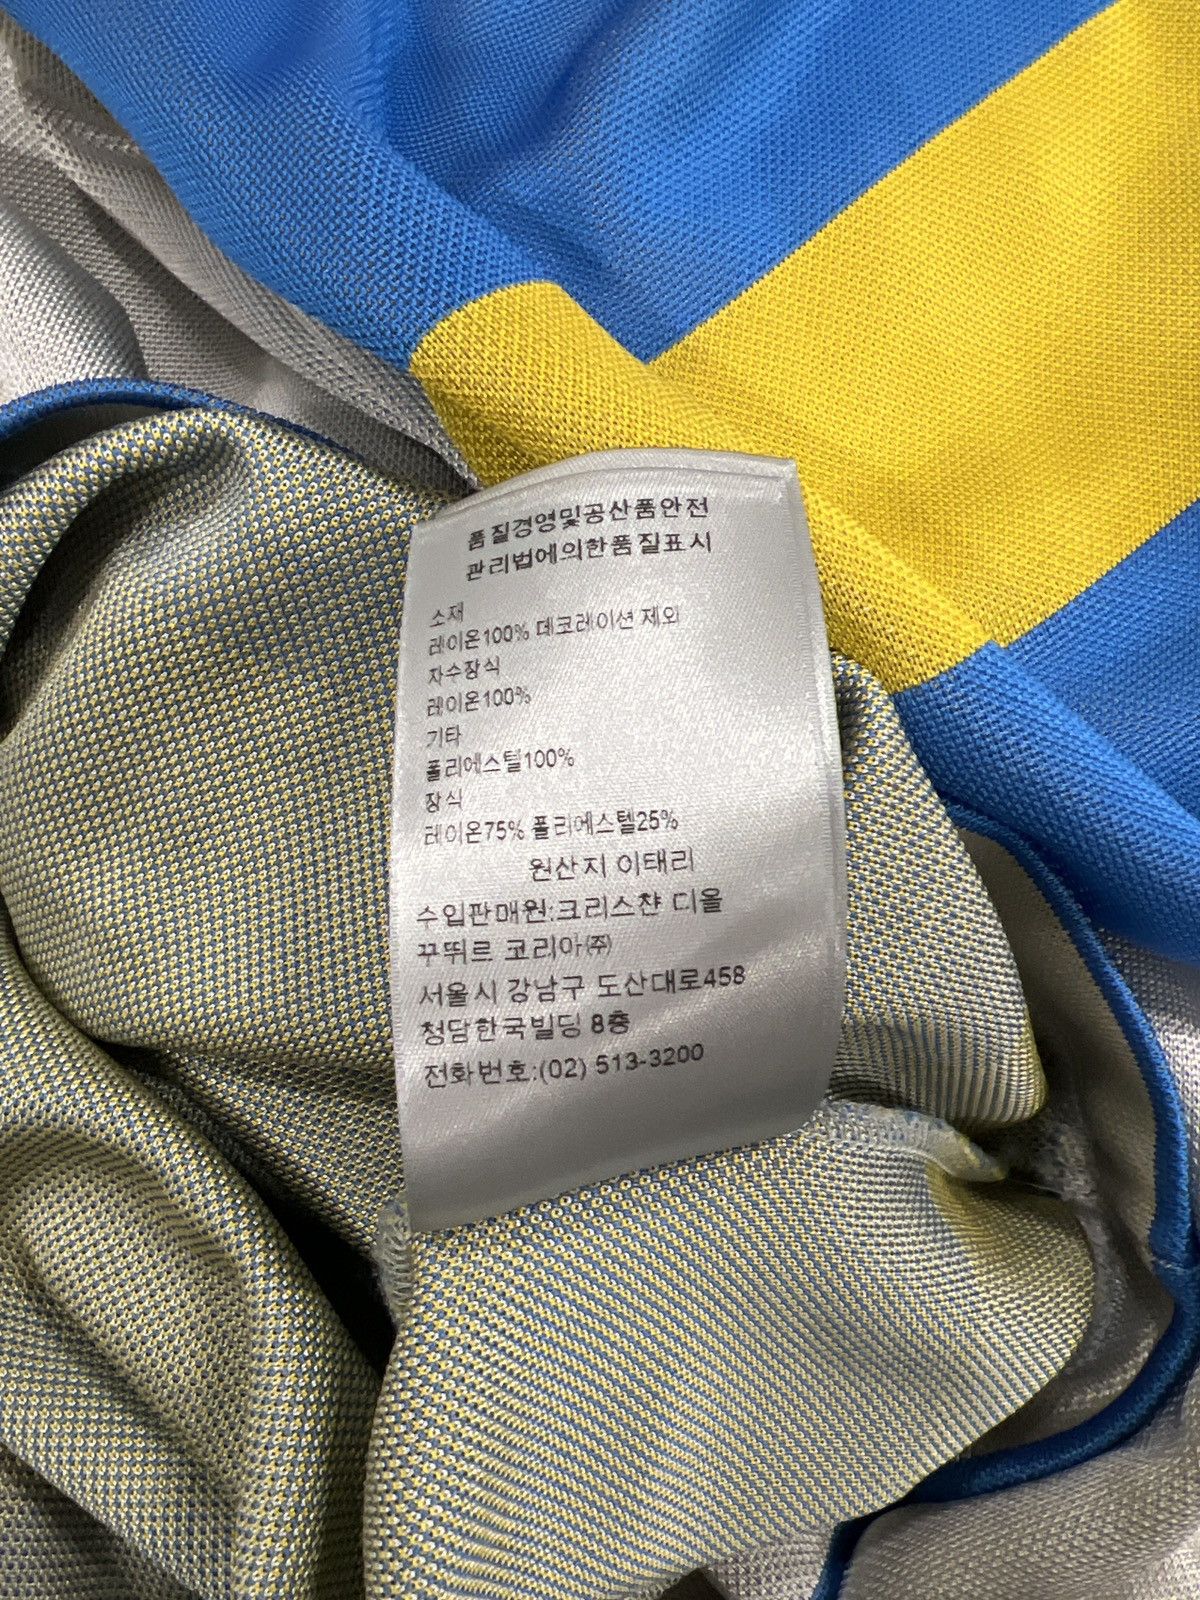 품질경영및공산품안전
관리법에의한품질표시
소재
레이온100% 데코레이션 제외
자수장식
레이온100%
기타
폴리에스텔100%
장식
레이온75% 폴리에스텔25%
원산지 이태리
수입판매원:크리스챤 디올
꾸뛰르 코리아㈜
서울시 강남구 도산대로458
청담한국빌딩 8층
전화번호:(02) 513-3200